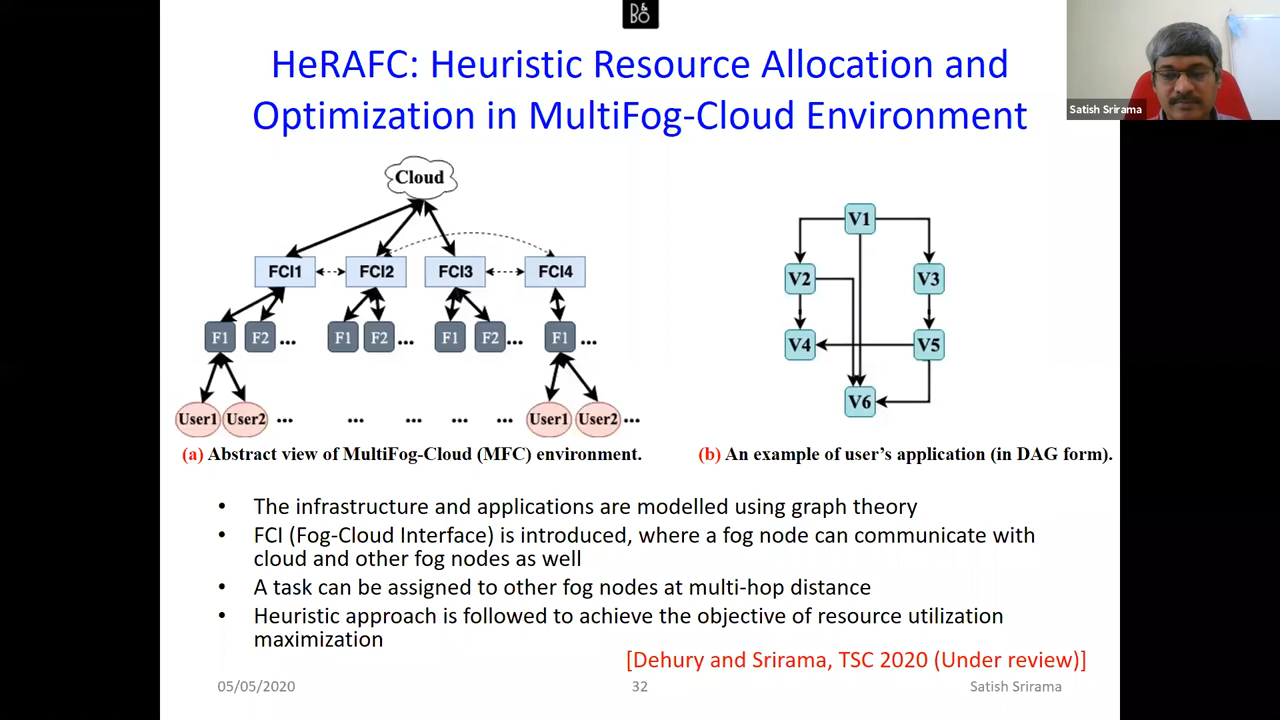 B&O
HeRAFC: Heuristic Resource Allocation and
Optimization in MultiFog-Cloud Environment
Satish Srirama
Cloud
FCI1 FCI2 FCI3 FCI4
F1 F2 ... F1 F2 ... F1 F2 ... F1 ...
User1 User2 ... ... ... ... ... User1 User2 ...
(a) Abstract view of MultiFog-Cloud (MFC) environment.
V1
V2 V3
V4 V5
V6
(b) An example of user's application (in DAG form).
• The infrastructure and applications are modelled using graph theory
• FCI (Fog-Cloud Interface) is introduced, where a fog node can communicate with
cloud and other fog nodes as well
• A task can be assigned to other fog nodes at multi-hop distance
• Heuristic approach is followed to achieve the objective of resource utilization
maximization
[Dehury and Srirama, TSC 2020 (Under review)]
05/05/2020 32 Satish Srirama